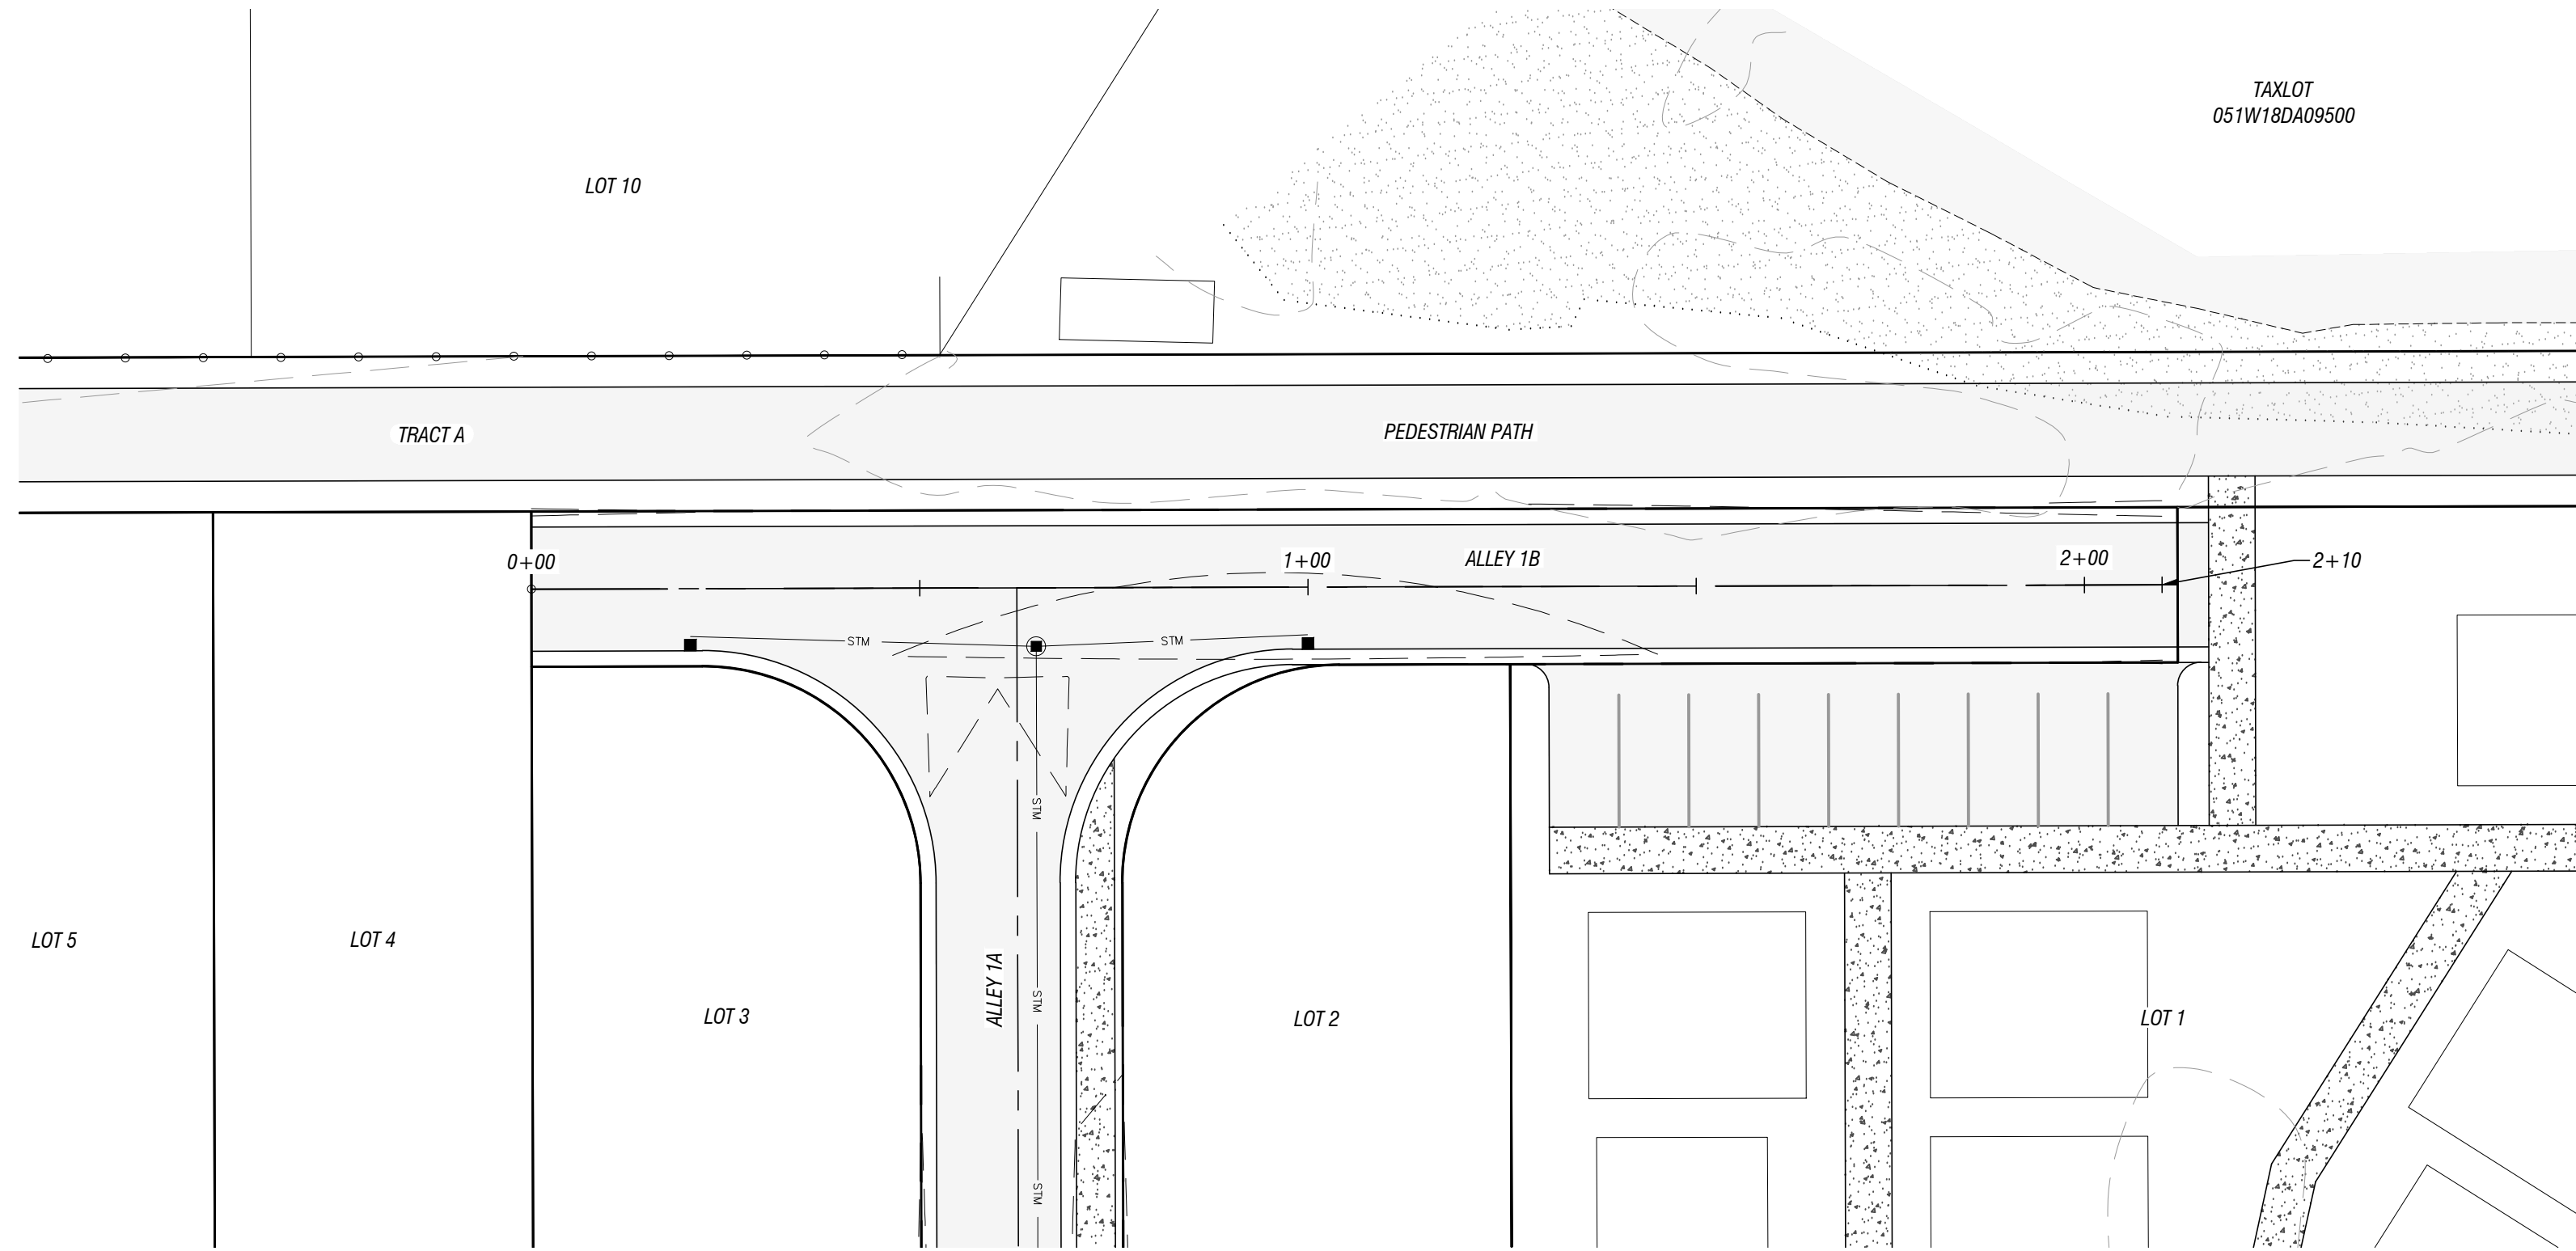 TAXLOT
051W18DA09500
LOT 10
TRACT A
PEDESTRIAN PATH
0+00
1+00
ALLEY 1B
2+00
2+10
STM
STM
STM
LOT 5
LOT 4
LOT 3
ALLEY 1A
STM
LOT 2
LOT 1
STM